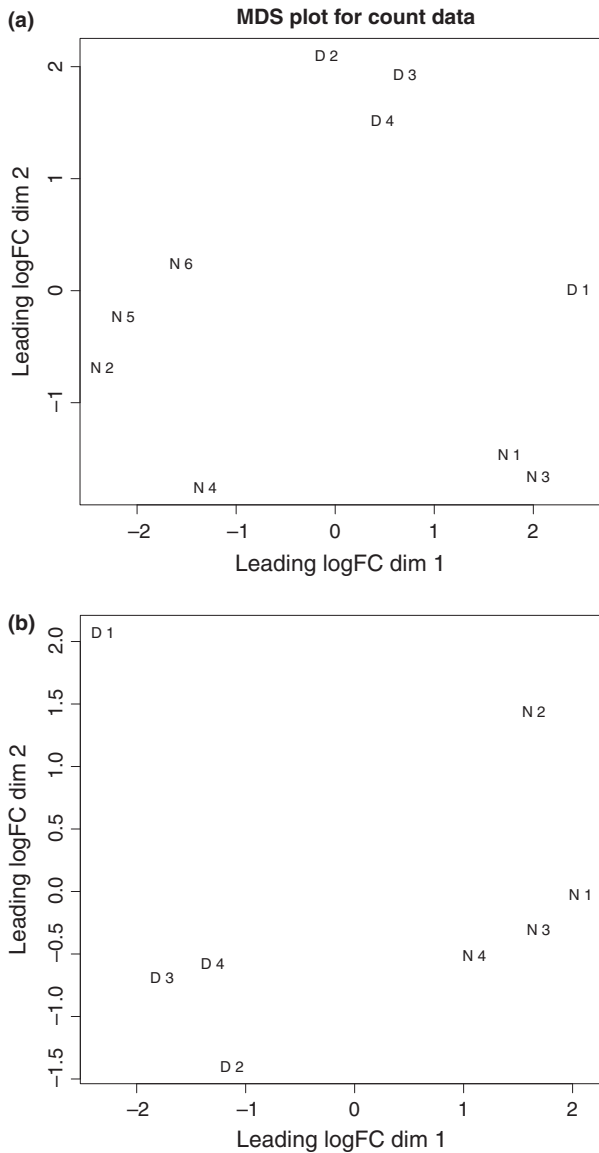 (a)
MDS plot for count data
Leading logFC dim 2
2
1
0
–1
D 2
D 3
D 4
N 6
D 1
N 5
N 2
N 1
N 3
N 4
–2
–1
0
1
2
Leading logFC dim 1
(b)
Leading logFC dim 2
2.0
1.5
1.0
0.5
0.0
–0.5
–1.0
–1.5
D 1
N 2
N 1
N 3
N 4
D 4
D 3
D 2
–2
–1
0
1
2
Leading logFC dim 1